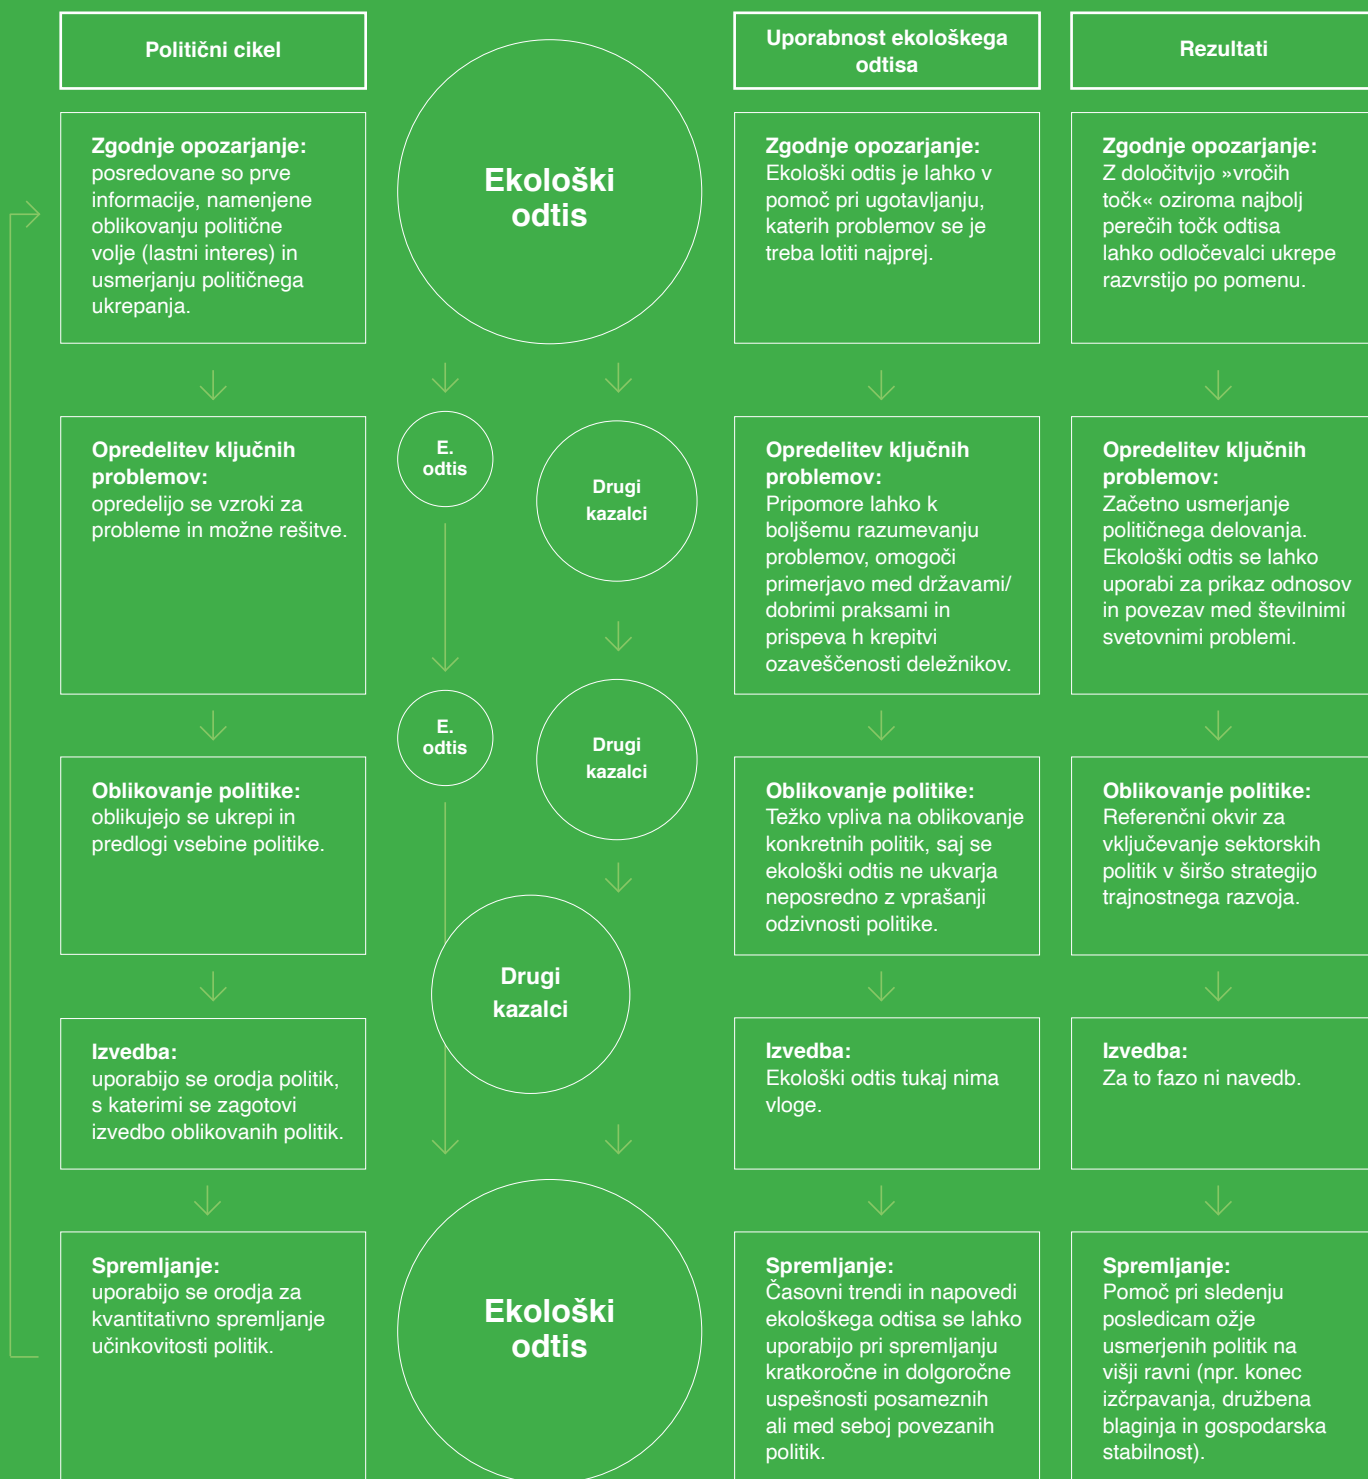 Politični cikel
Uporabnost ekološkega
odtisa
Rezultati
Zgodnje opozarjanje:
posredovane so prve
informacije, namenjene
oblikovanju politične
volje (lastni interes) in
usmerjanju političnega
ukrepanja.
Ekološki
odtis
Zgodnje opozarjanje:
Ekološki odtis je lahko v
pomoč pri ugotavljanju,
katerih problemov se je
treba lotiti najprej.
Zgodnje opozarjanje:
Z določitvijo »vročih
točk« oziroma najbolj
perečih točk odtisa
lahko odločevalci ukrepe
razvrstijo po pomenu.
Opredelitev ključnih
problemov:
opredelijo se vzroki za
probleme in možne rešitve.
E.
odtis
Drugi
kazalci
Opredelitev ključnih
problemov:
Pripomore lahko k
boljšemu razumevanju
problemov, omogoči
primerjavo med državami/
dobrimi praksami in
prispeva h krepitvi
ozaveščenosti deležnikov.
Opredelitev ključnih
problemov:
Začetno usmerjanje
političnega delovanja.
Ekološki odtis se lahko
uporabi za prikaz odnosov
in povezav med številnimi
svetovnimi problemi.
E.
odtis
Drugi
kazalci
Oblikovanje politike:
oblikujejo se ukrepi in
predlogi vsebine politike.
Oblikovanje politike:
Težko vpliva na oblikovanje
konkretnih politik, saj se
ekološki odtis ne ukvarja
neposredno z vprašanji
odzivnosti politike.
Oblikovanje politike:
Referenčni okvir za
vključevanje sektorskih
politik v širšo strategijo
trajnostnega razvoja.
Drugi
kazalci
Izvedba:
uporabijo se orodja politik,
s katerimi se zagotovi
izvedbo oblikovanih politik.
Izvedba:
Ekološki odtis tukaj nima
vloge.
Izvedba:
Za to fazo ni navedb.
Spremljanje:
uporabijo se orodja za
kvantitativno spremljanje
učinkovitosti politik.
Ekološki
odtis
Spremljanje:
Časovni trendi in napovedi
ekološkega odtisa se lahko
uporabijo pri spremljanju
kratkoročne in dolgoročne
uspešnosti posameznih
ali med seboj povezanih
politik.
Spremljanje:
Pomoč pri sledenju
posledicam ožje
usmerjenih politik na
višji ravni (npr. konec
izčrpavanja, družbena
blaginja in gospodarska
stabilnost).